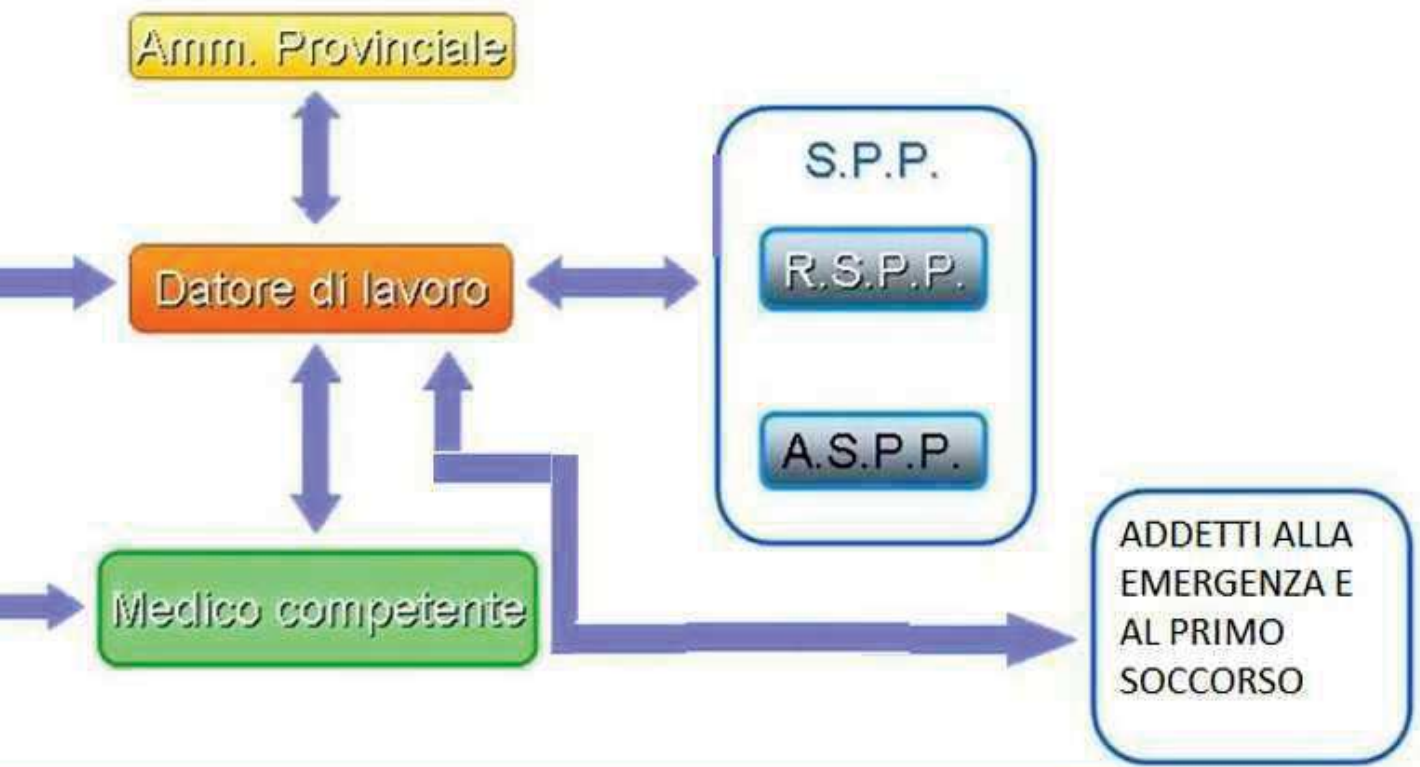 Amm. Provinciale
S.P.P.
Datore di lavoro
R.S.P.P.
A.S.P.P.
Medico competente
ADDETTI ALLA
EMERGENZA E
AL PRIMO
SOCCORSO